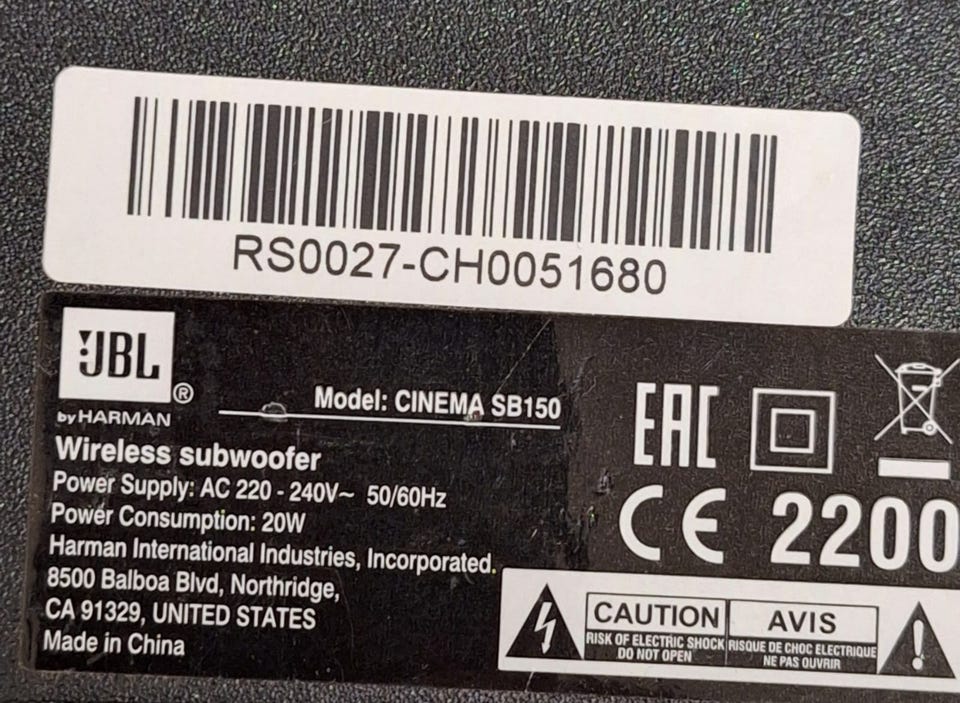 RS0027-CH0051680
JBL®
by HARMAN
Model: CINEMA SB150
Wireless subwoofer
Power Supply: AC 220 - 240V~ 50/60Hz
Power Consumption: 20W
Harman International Industries, Incorporated.
8500 Balboa Blvd, Northridge,
CA 91329, UNITED STATES
Made in China
EAC
CE 2200
CAUTION
RISK OF ELECTRIC SHOCK
DO NOT OPEN
AVIS
RISQUE DE CHOC ELECTRIQUE
NE PAS OUVRIR